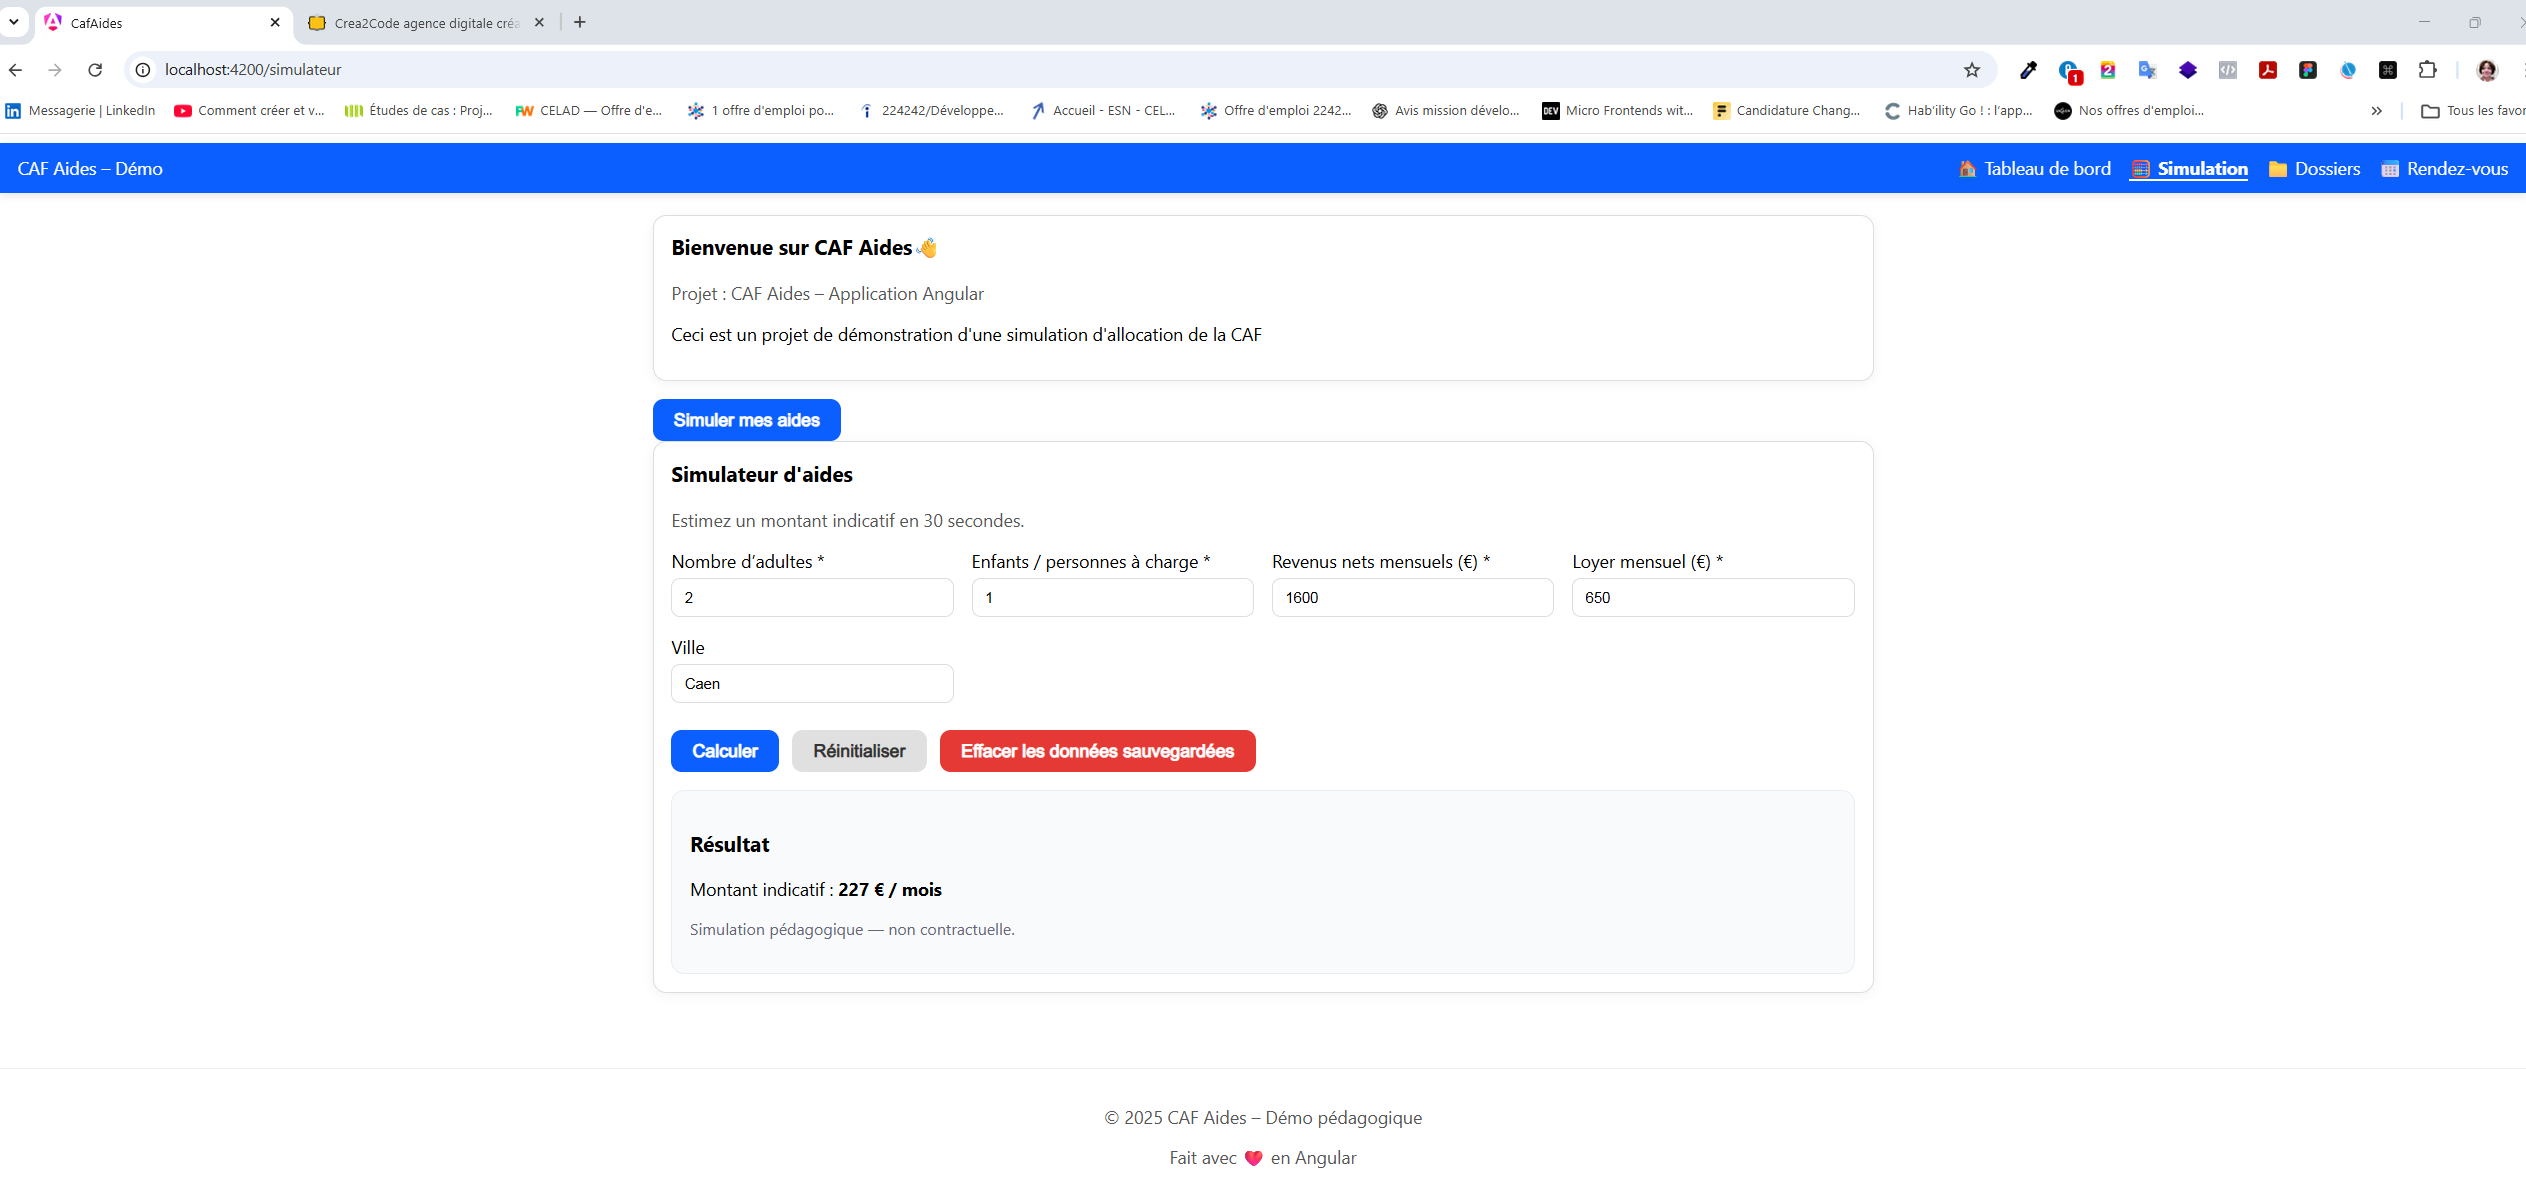 CafAides
Crea2Code agence digitale créa
localhost:4200/simulateur
1
Messagerie | LinkedIn
Comment créer et v...
Études de cas : Proj...
CELAD — Offre d'e...
1 offre d'emploi po...
224242/Développe...
Accueil - ESN - CEL...
Offre d'emploi 2242...
Avis mission dévelo...
DEV
Micro Frontends wit...
Candidature Chang...
Hab'ility Go ! : l'app...
Nos offres d'emploi...
Tous les favor
CAF Aides – Démo
Tableau de bord
Simulation
Dossiers
Rendez-vous
Bienvenue sur CAF Aides
Projet : CAF Aides – Application Angular
Ceci est un projet de démonstration d'une simulation d'allocation de la CAF
Simuler mes aides
Simulateur d'aides
Estimez un montant indicatif en 30 secondes.
Nombre d’adultes *
Enfants / personnes à charge *
Revenus nets mensuels (€) *
Loyer mensuel (€) *
2
1
1600
650
Ville
Caen
Calculer
Réinitialiser
Effacer les données sauvegardées
Résultat
Montant indicatif : 227 € / mois
Simulation pédagogique — non contractuelle.
© 2025 CAF Aides – Démo pédagogique
Fait avec ❤️ en Angular